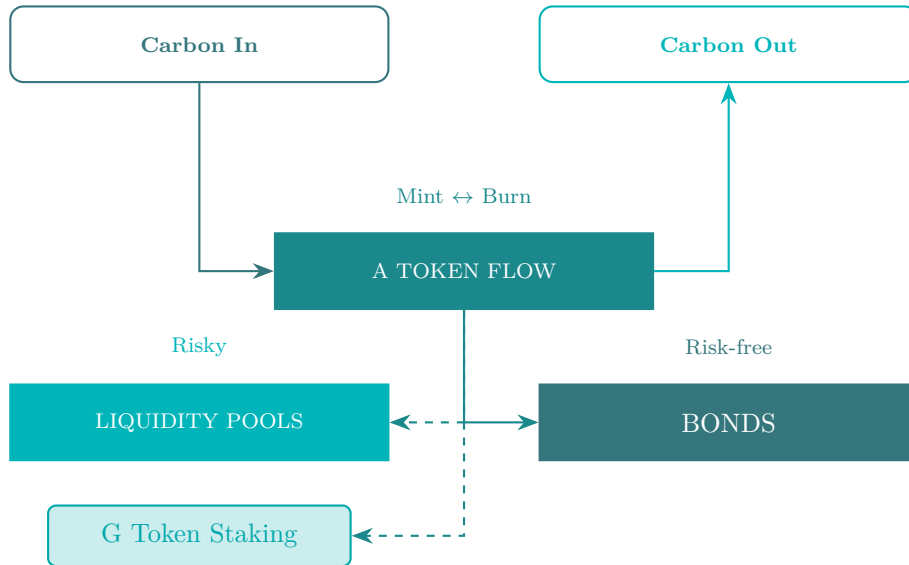 Carbon In
Carbon Out
Mint ↔ Burn
A TOKEN FLOW
Risky
Risk-free
LIQUIDITY POOLS
BONDS
G Token Staking